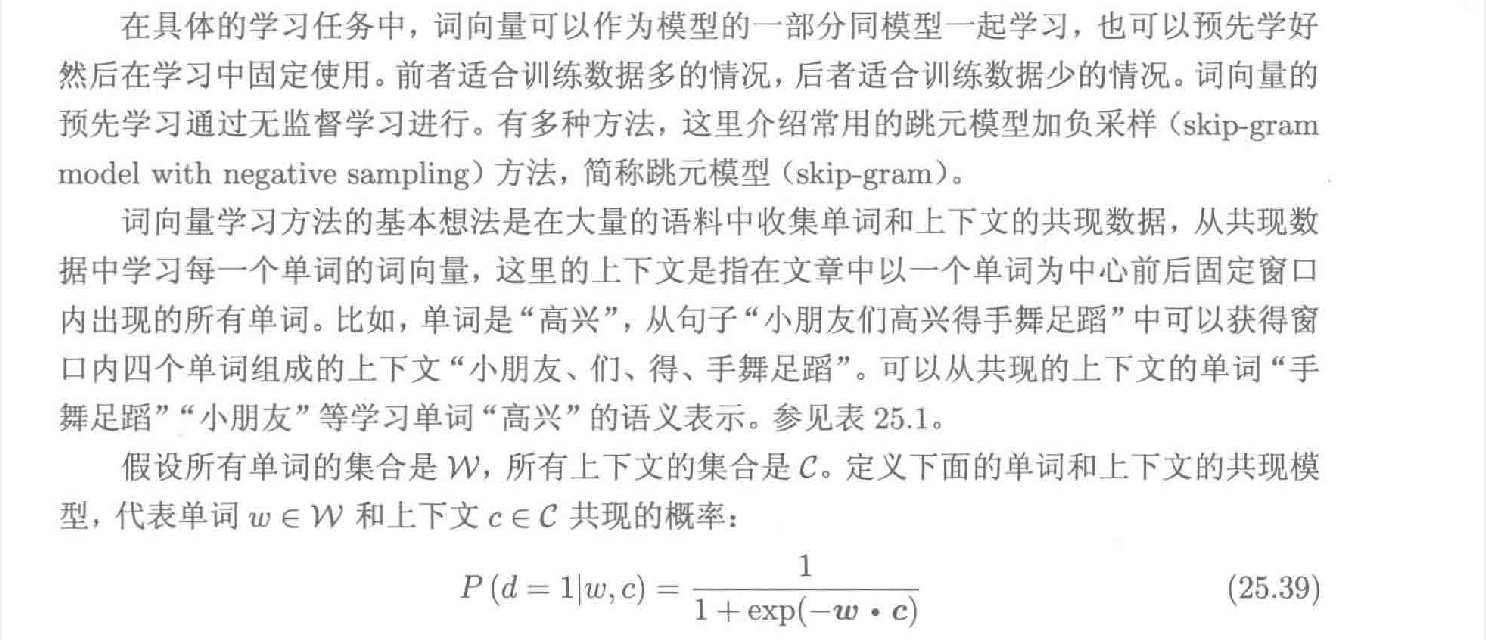 在具体的学习任务中，词向量可以作为模型的一部分同模型一起学习，也可以预先学好
然后在学习中固定使用。前者适合训练数据多的情况，后者适合训练数据少的情况。词向量的
预先学习通过无监督学习进行。有多种方法，这里介绍常用的跳元模型加负采样（skip-gram
model with negative sampling）方法，简称跳元模型（skip-gram）。
词向量学习方法的基本想法是在大量的语料中收集单词和上下文的共现数据，从共现数
据中学习每一个单词的词向量，这里的上下文是指在文章中以一个单词为中心前后固定窗口
内出现的所有单词。比如，单词是“高兴”，从句子“小朋友们高兴得手舞足蹈”中可以获得窗
口内四个单词组成的上下文“小朋友、们、得、手舞足蹈”。可以从共现的上下文的单词“手
舞足蹈”“小朋友”等学习单词“高兴”的语义表示。参见表 25.1。
假设所有单词的集合是 𝒲，所有上下文的集合是 𝒞。定义下面的单词和上下文的共现模
型，代表单词 w ∈ 𝒲 和上下文 c ∈ 𝒞 共现的概率：
P(d = 1|w, c) = 1 / (1 + exp(−w • c)) (25.39)